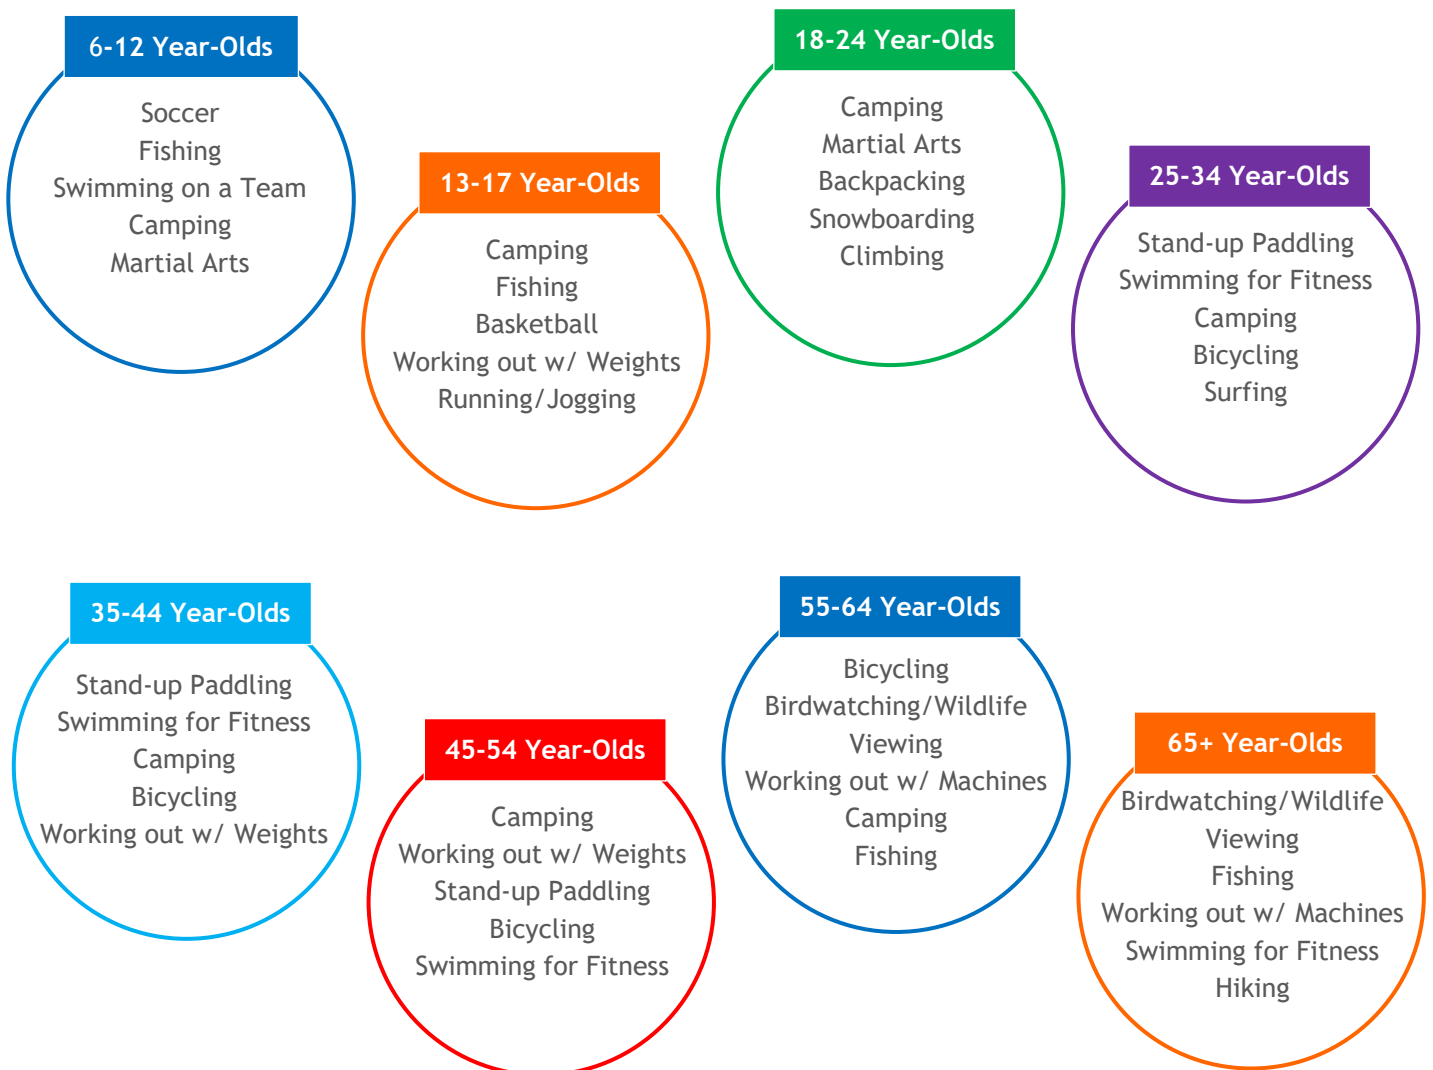 6-12 Year-Olds
Soccer
Fishing
Swimming on a Team
Camping
Martial Arts
13-17 Year-Olds
Camping
Fishing
Basketball
Working out w/ Weights
Running/Jogging
18-24 Year-Olds
Camping
Martial Arts
Backpacking
Snowboarding
Climbing
25-34 Year-Olds
Stand-up Paddling
Swimming for Fitness
Camping
Bicycling
Surfing
35-44 Year-Olds
Stand-up Paddling
Swimming for Fitness
Camping
Bicycling
Working out w/ Weights
45-54 Year-Olds
Camping
Working out w/ Weights
Stand-up Paddling
Bicycling
Swimming for Fitness
55-64 Year-Olds
Bicycling
Birdwatching/Wildlife
Viewing
Working out w/ Machines
Camping
Fishing
65+ Year-Olds
Birdwatching/Wildlife
Viewing
Fishing
Working out w/ Machines
Swimming for Fitness
Hiking